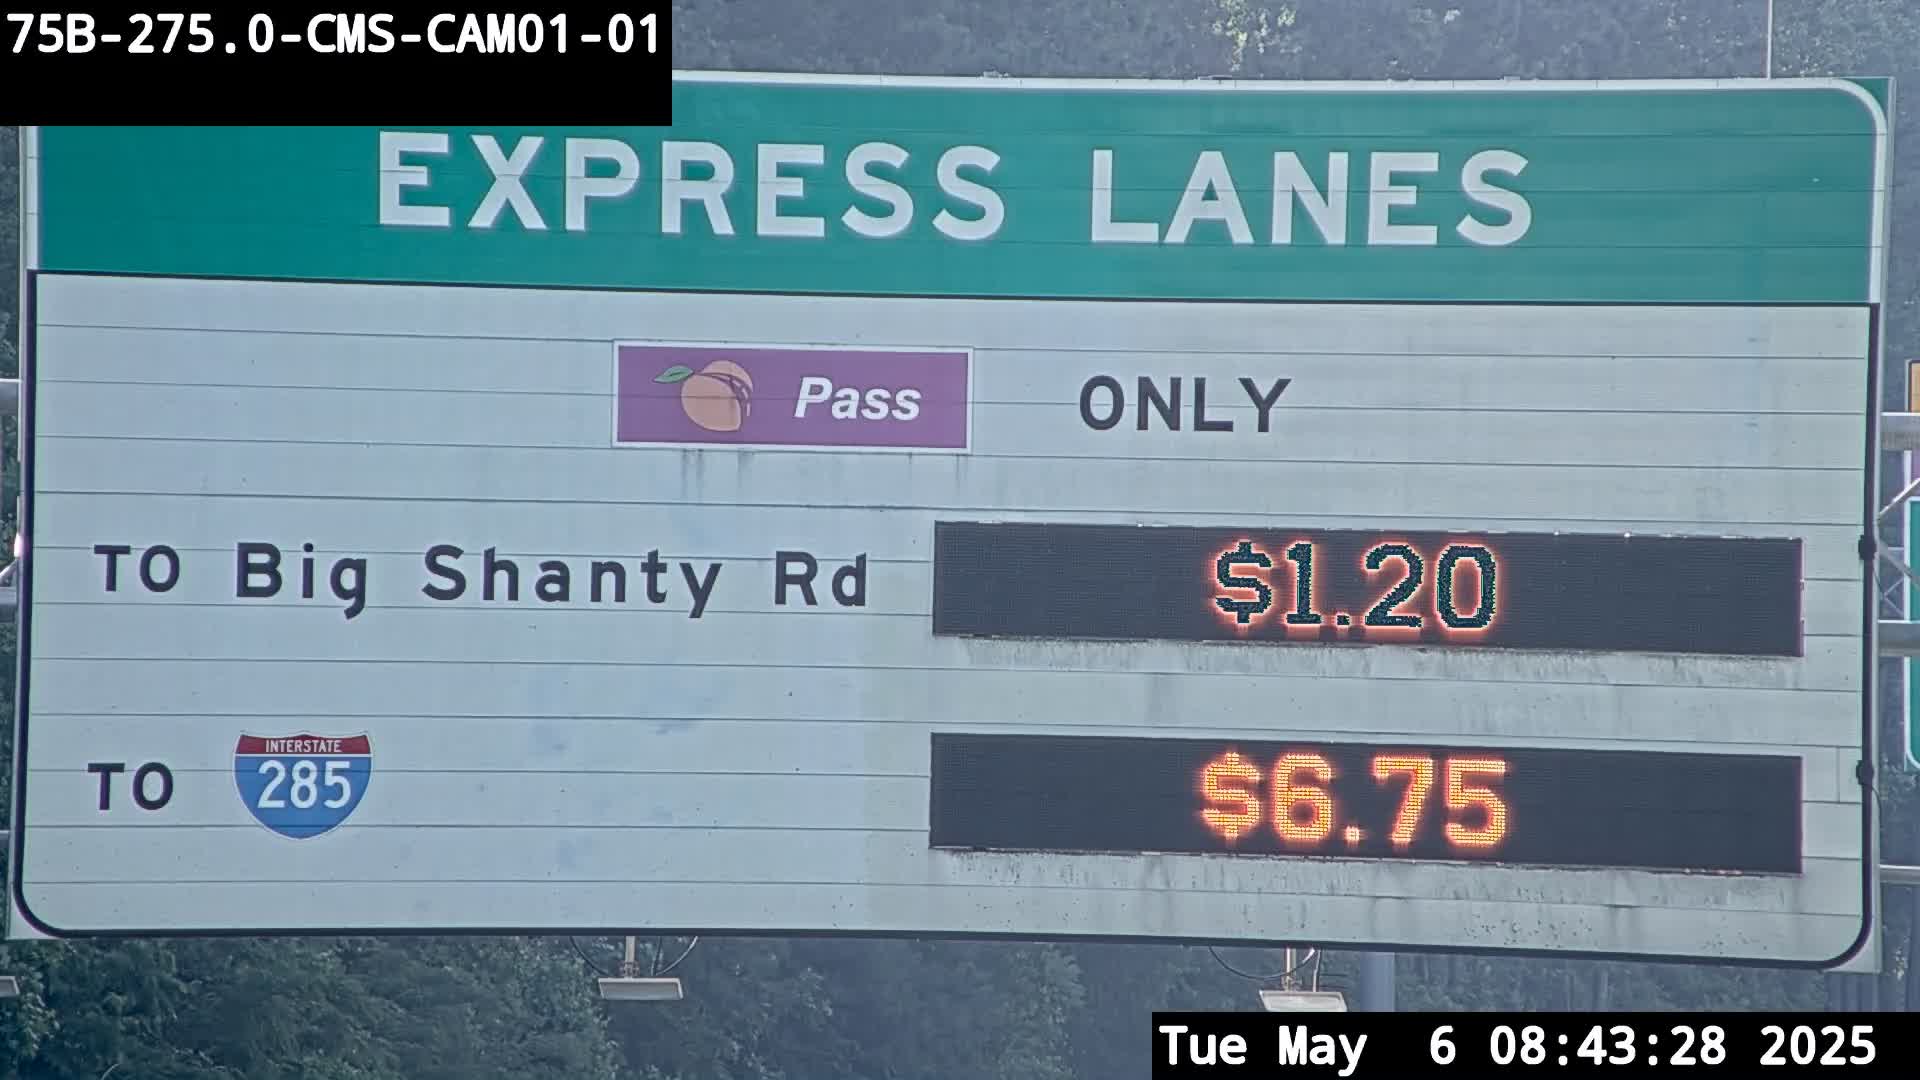 75B-275.0-CMS-CAM01-01
EXPRESS LANES
Pass ONLY
TO Big Shanty Rd $1.20
INTERSTATE
TO 285 $6.75
Tue May 6 08:43:28 2025